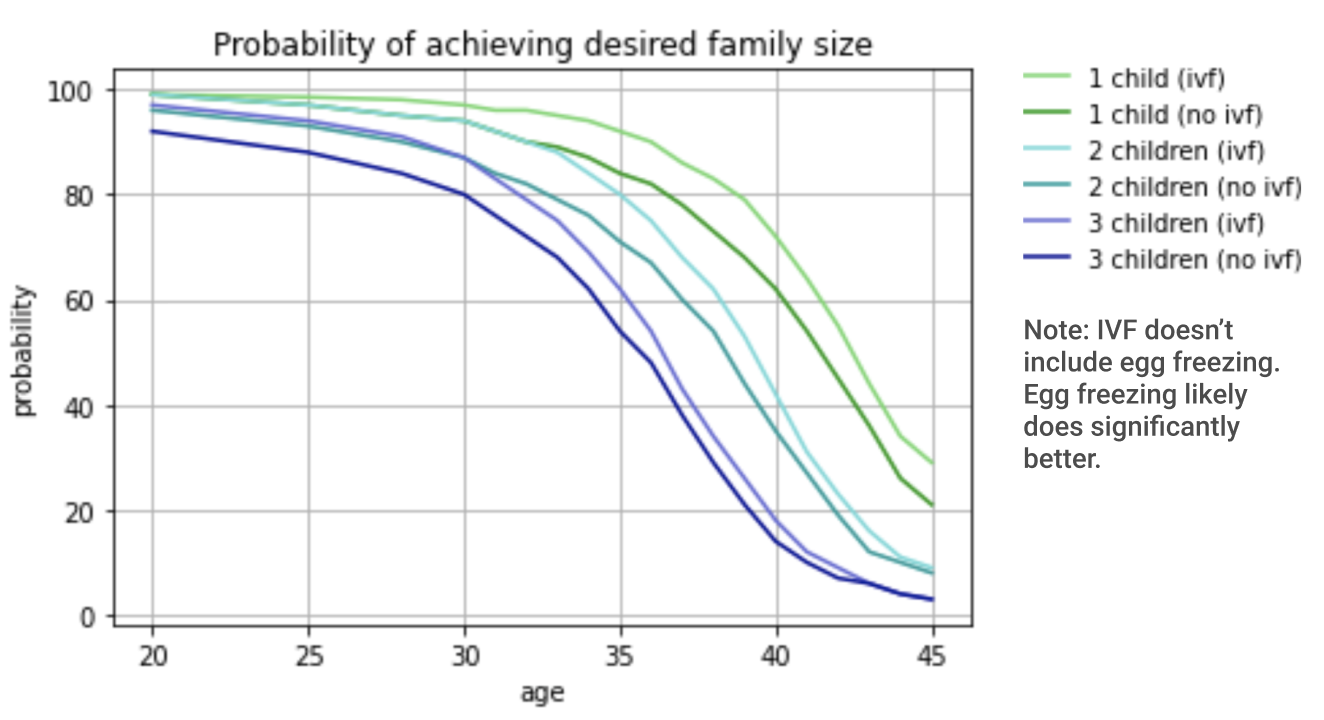 Probability of achieving desired family size
100
80
60
40
20
0
probability
20 25 30 35 40 45
age
1 child (ivf)
1 child (no ivf)
2 children (ivf)
2 children (no ivf)
3 children (ivf)
3 children (no ivf)
Note: IVF doesn’t
include egg freezing.
Egg freezing likely
does significantly
better.